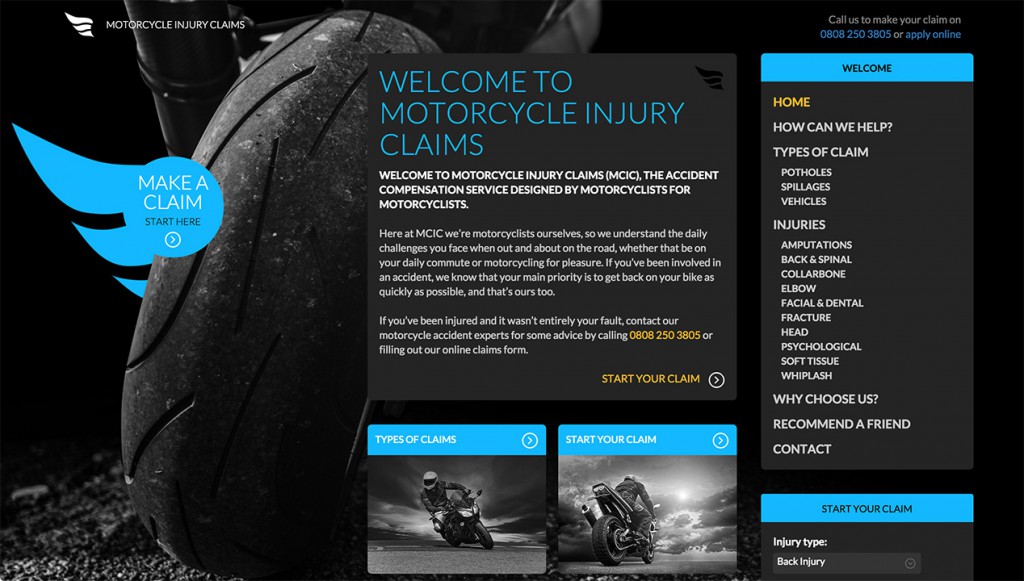 MOTORCYCLE INJURY CLAIMS
Call us to make your claim on
0808 250 3805 or apply online
MAKE A
CLAIM
START HERE
WELCOME TO
MOTORCYCLE INJURY
CLAIMS
WELCOME TO MOTORCYCLE INJURY CLAIMS (MCIC), THE ACCIDENT
COMPENSATION SERVICE DESIGNED BY MOTORCYCLISTS FOR
MOTORCYCLISTS.
Here at MCIC we're motorcyclists ourselves, so we understand the daily
challenges you face when out and about on the road, whether that be on
your daily commute or motorcycling for pleasure. If you've been involved in
an accident, we know that your main priority is to get back on your bike as
quickly as possible, and that's ours too.
If you've been injured and it wasn't entirely your fault, contact our
motorcycle accident experts for some advice by calling 0808 250 3805 or
filling out our online claims form.
START YOUR CLAIM
TYPES OF CLAIMS
START YOUR CLAIM
WELCOME
HOME
HOW CAN WE HELP?
TYPES OF CLAIM
POTHOLES
SPILLAGES
VEHICLES
INJURIES
AMPUTATIONS
BACK & SPINAL
COLLARBONE
ELBOW
FACIAL & DENTAL
FRACTURE
HEAD
PSYCHOLOGICAL
SOFT TISSUE
WHIPLASH
WHY CHOOSE US?
RECOMMEND A FRIEND
CONTACT
START YOUR CLAIM
Injury type:
Back Injury